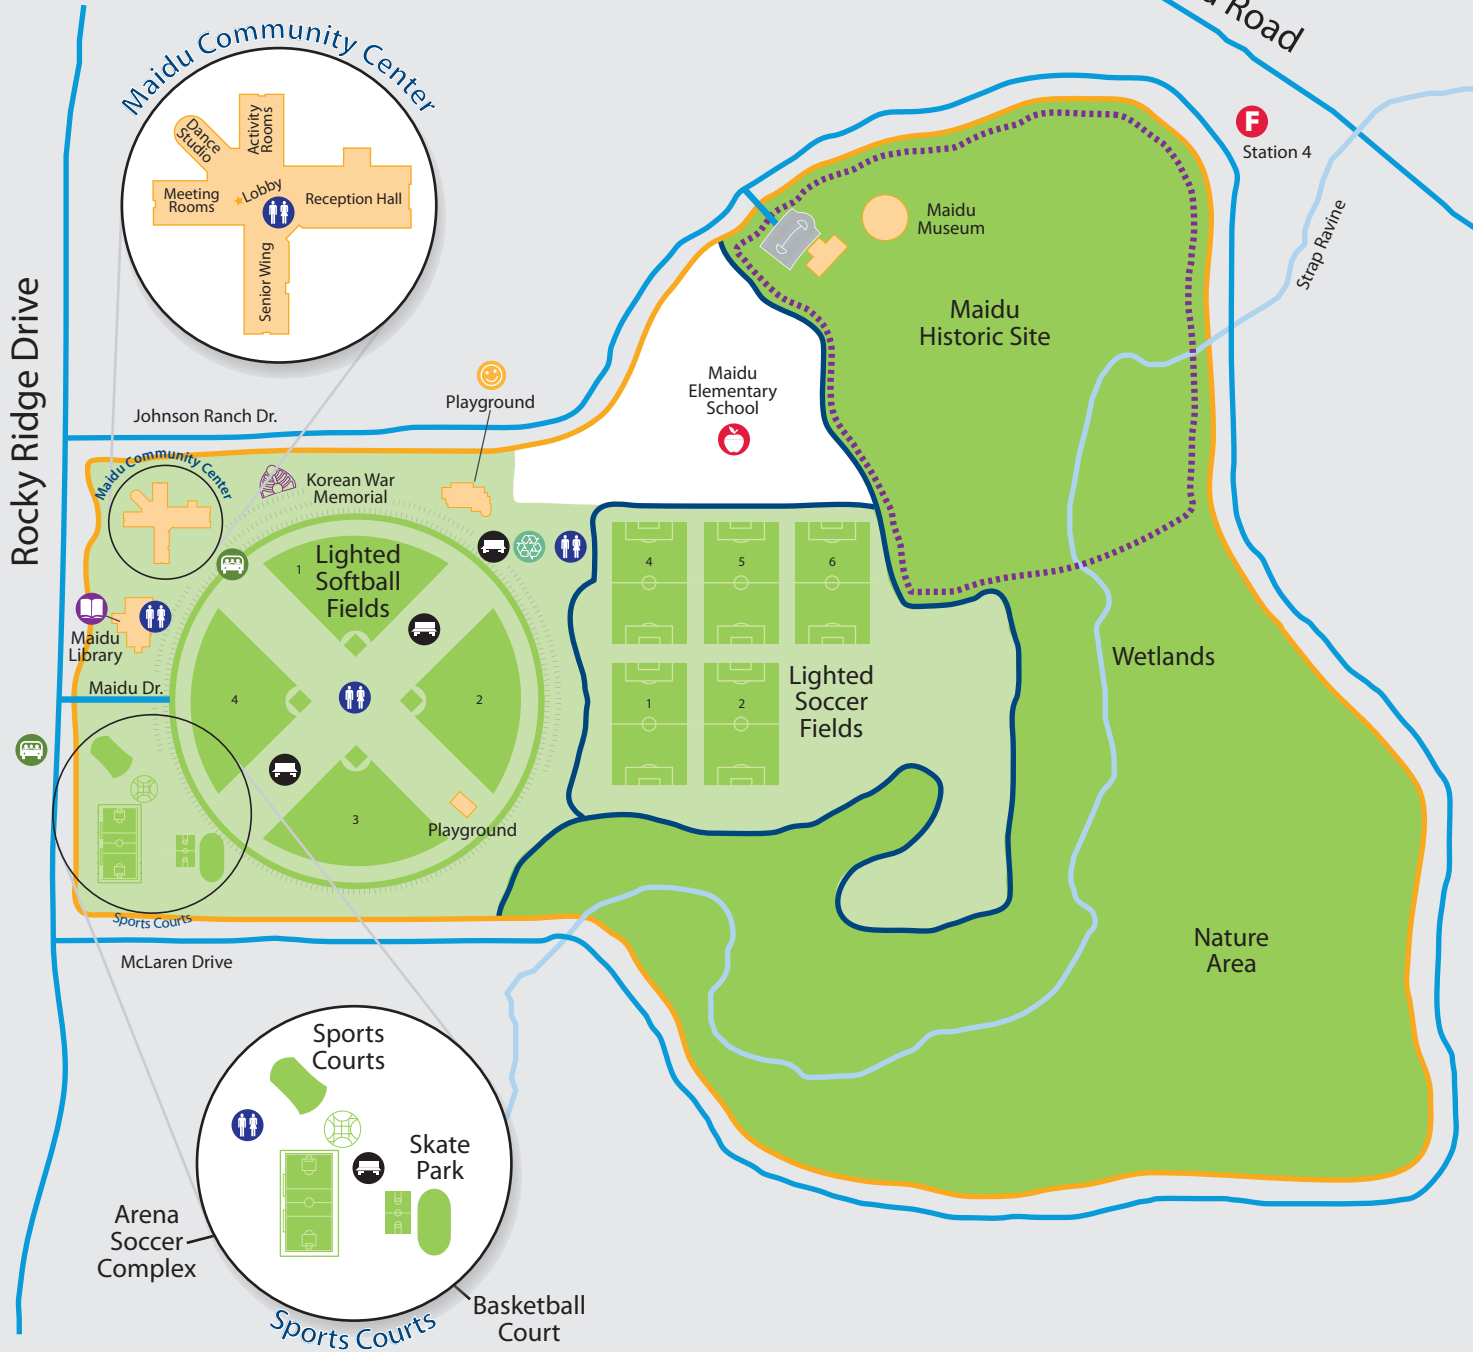 Road
Maidu Community Center
Dance
Studio
Activity
Rooms
Meeting
Rooms
Lobby
Reception Hall
Senior Wing
F
Station 4
Strap Ravine
Maidu
Museum
Maidu
Historic Site
Rocky Ridge Drive
Johnson Ranch Dr.
Playground
Maidu
Elementary
School
Maidu Community Center
Korean War
Memorial
Lighted
Softball
Fields
1
2
3
4
Maidu
Library
Maidu Dr.
4
5
6
1
2
Lighted
Soccer
Fields
Wetlands
Playground
Nature
Area
Sports Courts
McLaren Drive
Sports
Courts
Skate
Park
Arena
Soccer
Complex
Basketball
Court
Sports Courts